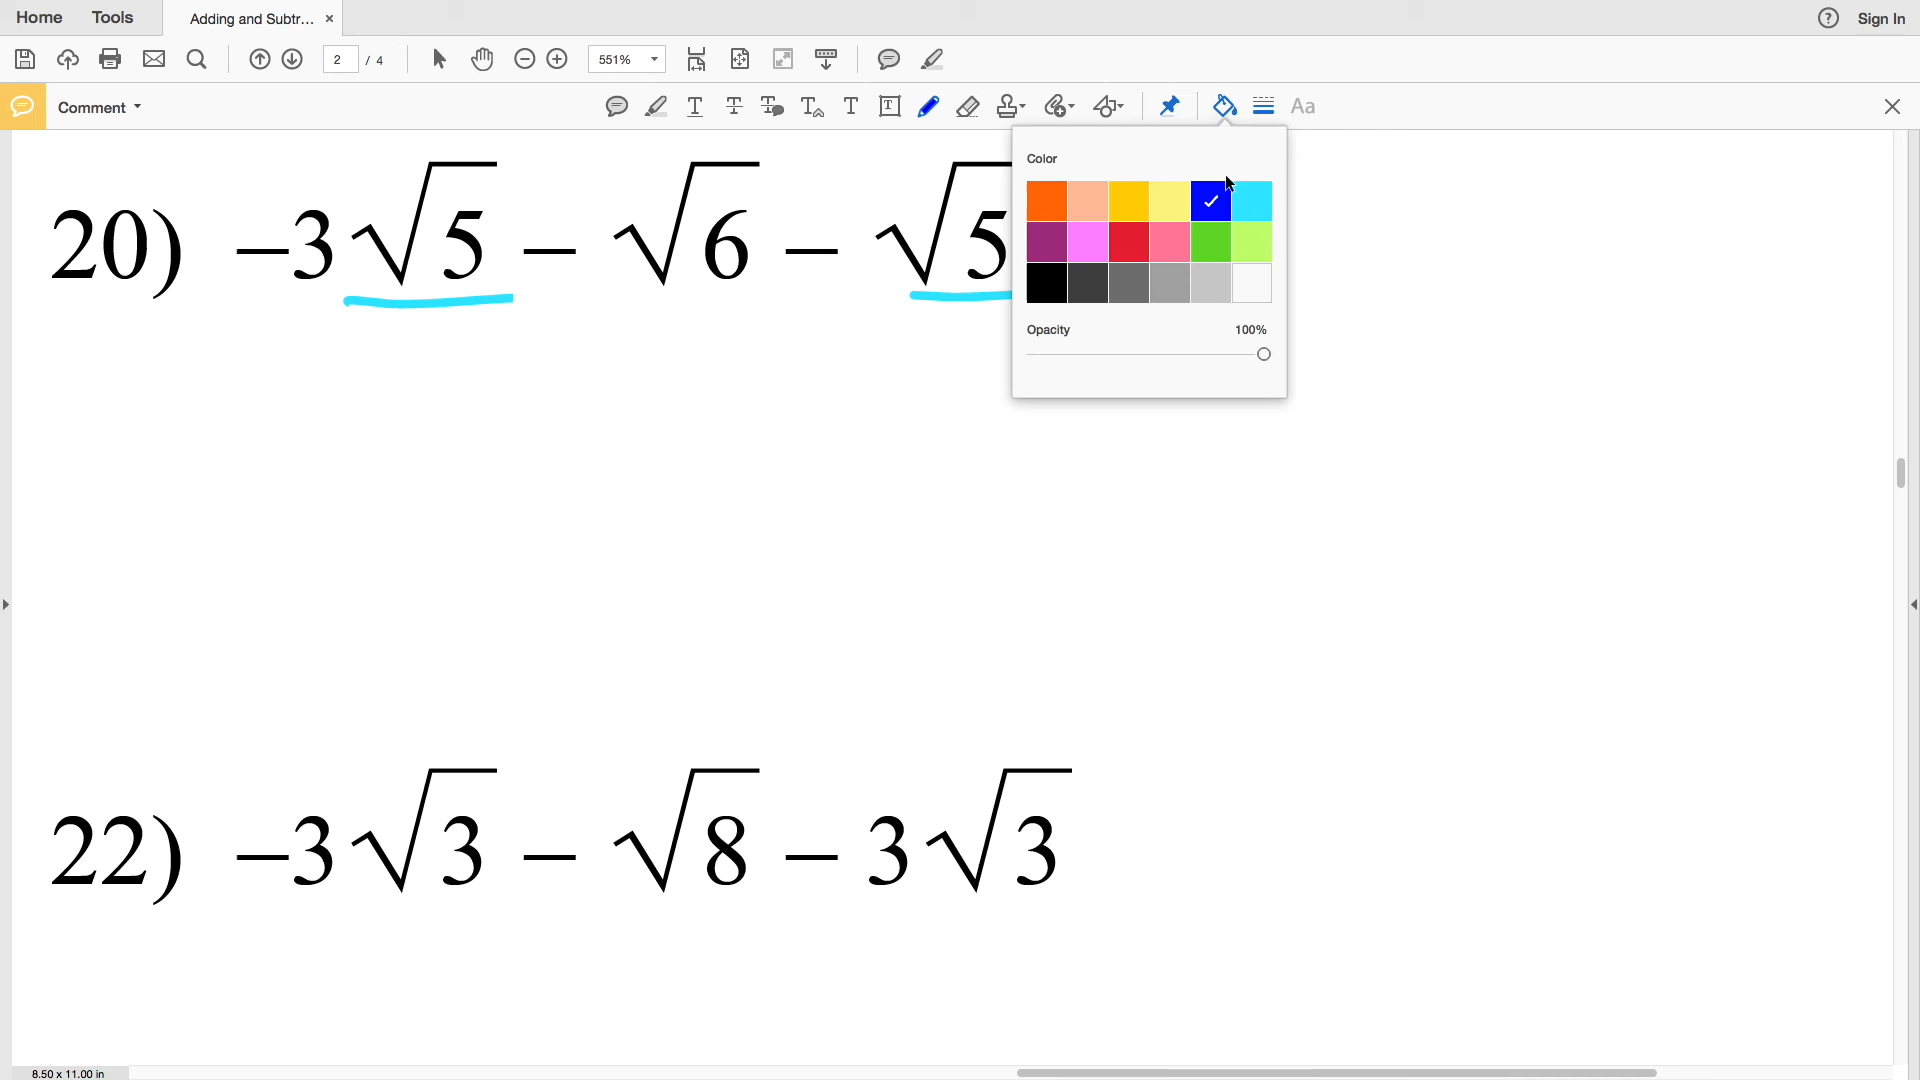 Home Tools Adding and Subtr... × ? Sign In
2 / 4 551%
Comment T T T T T T Aa
Color
20) −3√5 − √6 − √5
Opacity 100%
22) −3√3 − √8 − 3√3
8.50 x 11.00 in